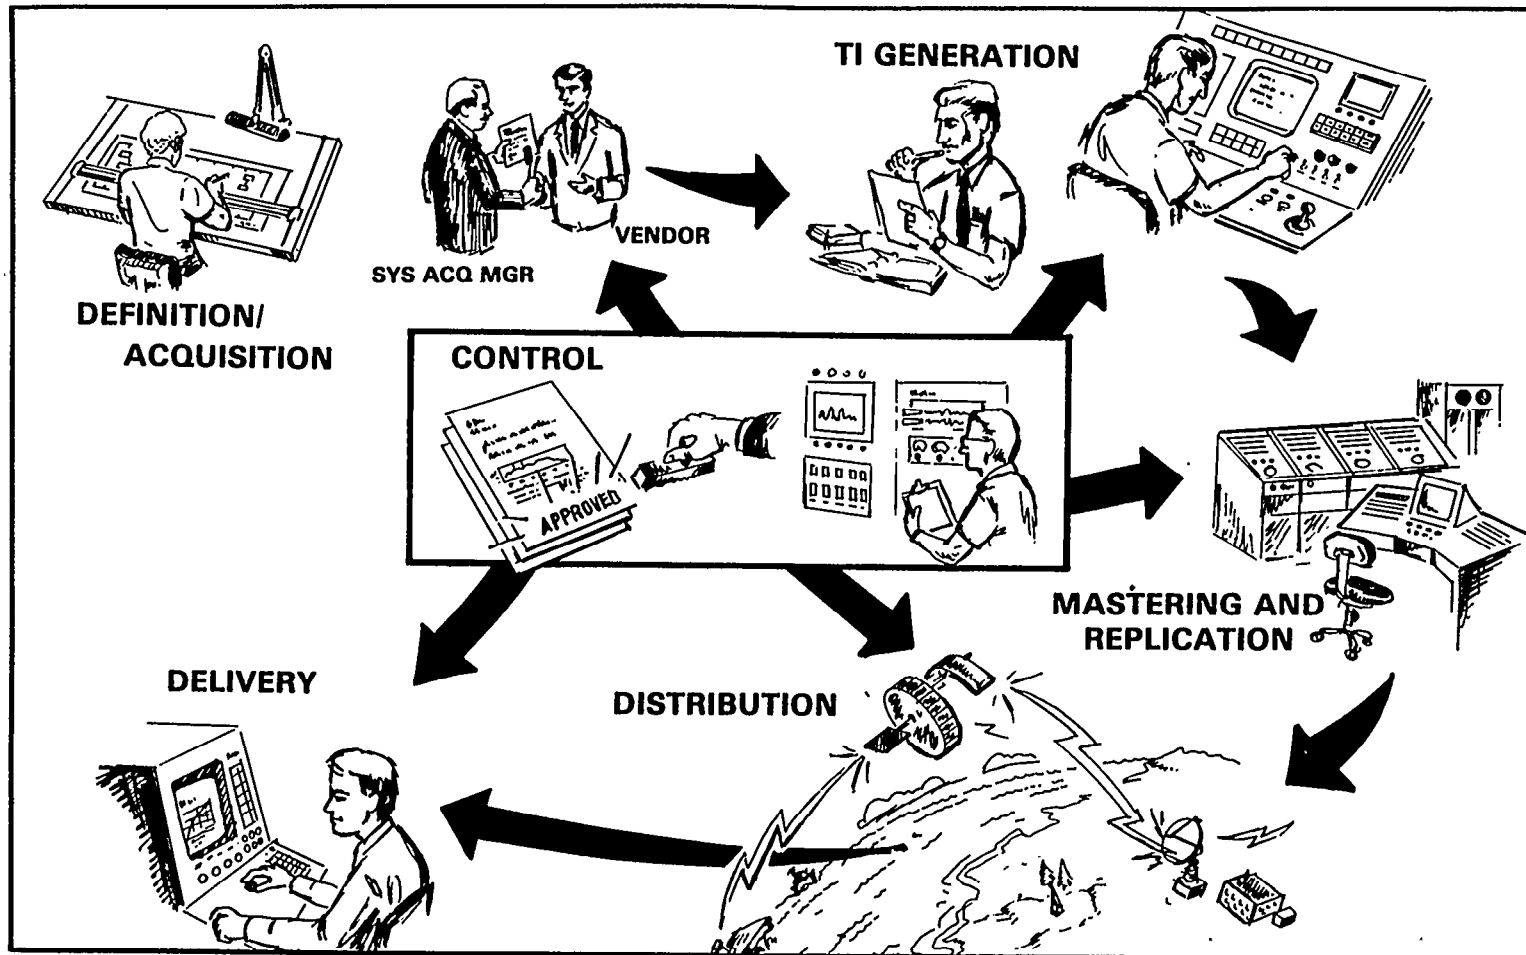 TI GENERATION
VENDOR
SYS ACQ MGR
DEFINITION/
ACQUISITION
CONTROL
APPROVED
MASTERING AND
REPLICATION
DELIVERY
DISTRIBUTION